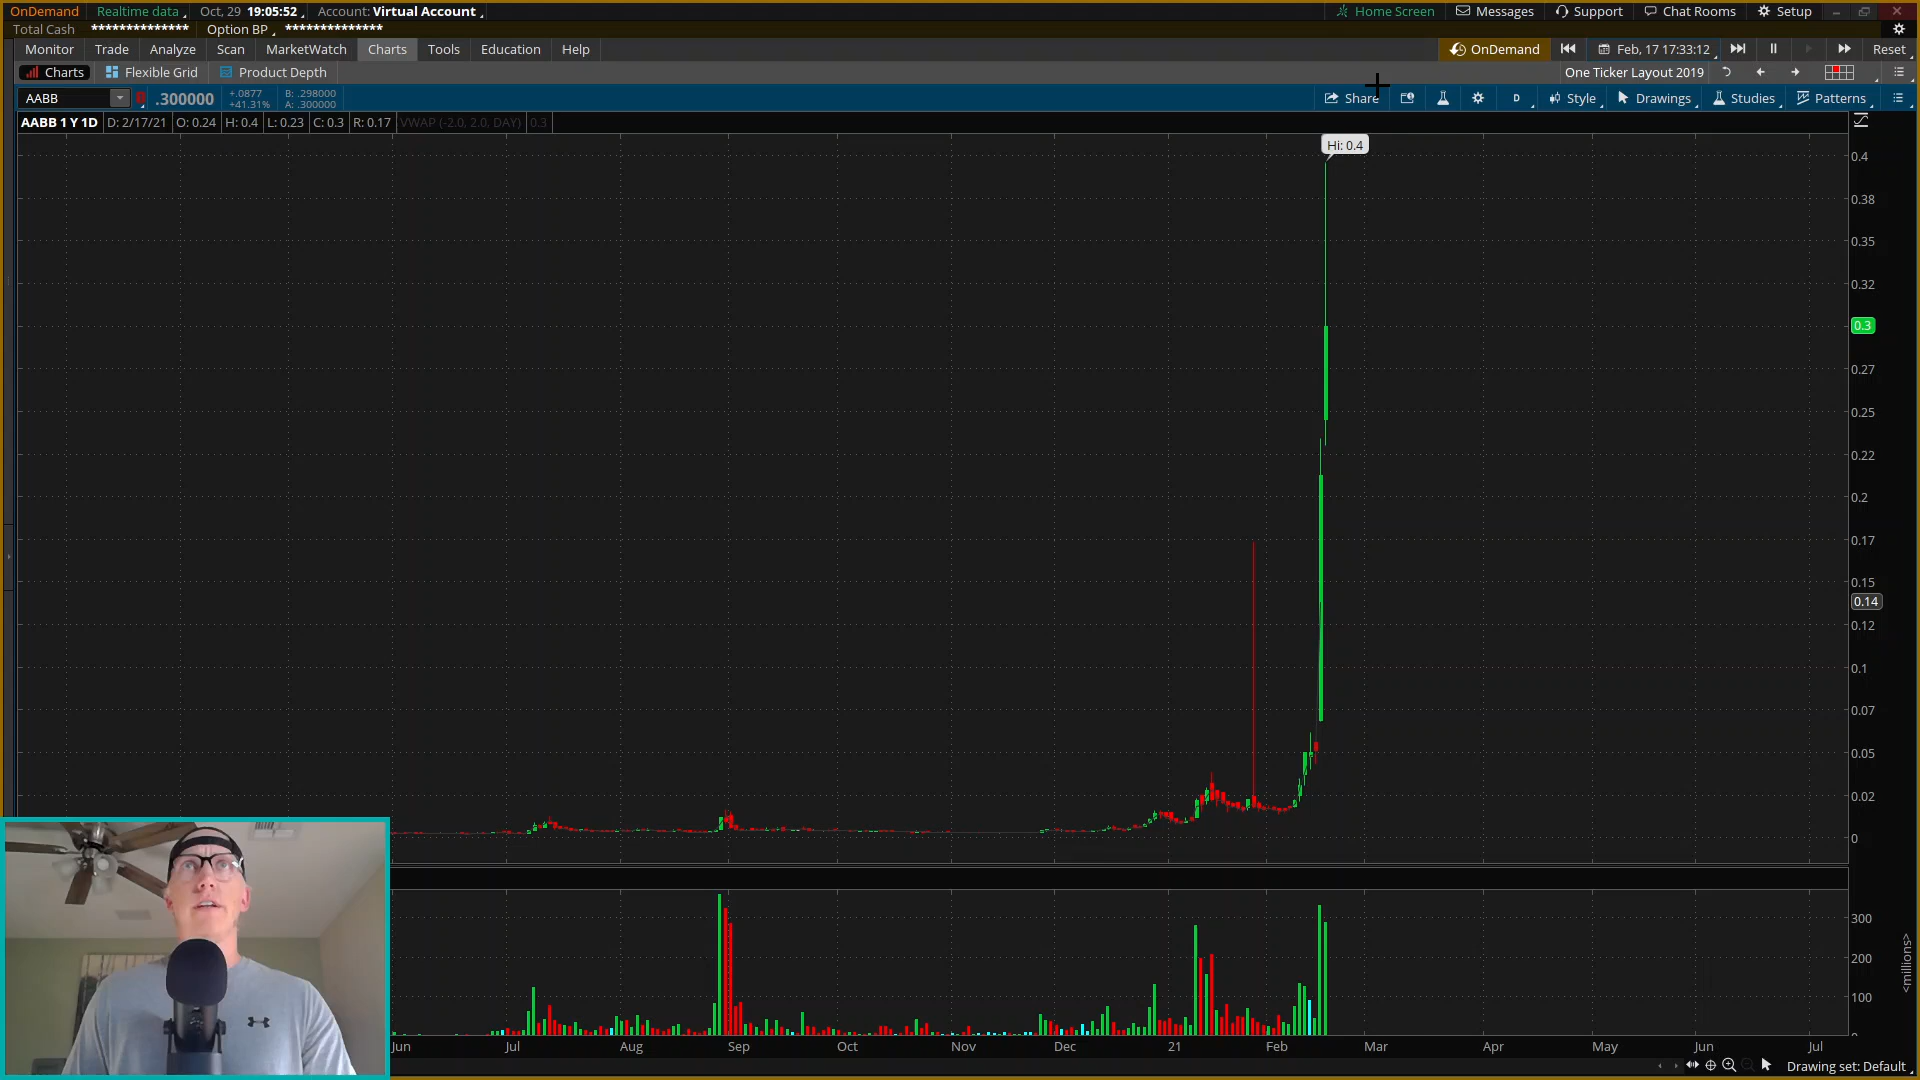 OnDemand Realtime data Oct, 29 19:05:52 Account: Virtual Account Home Screen Messages Support Chat Rooms Setup
Total Cash ************** Option BP **************
Monitor Trade Analyze Scan MarketWatch Charts Tools Education Help OnDemand Feb, 17 17:33:12 Reset
Charts Flexible Grid Product Depth One Ticker Layout 2019
AABB .300000 +.0877 B: .298000 Share D Style Drawings Studies Patterns
+41.31% A: .300000
AABB 1 Y 1D D: 2/17/21 O: 0.24 H: 0.4 L: 0.23 C: 0.3 R: 0.17 VWAP (-2.0, 2.0, DAY) 0.3
Hi: 0.4
0.4
0.38
0.35
0.32
0.3
0.27
0.25
0.22
0.2
0.17
0.15
0.14
0.12
0.1
0.07
0.05
0.02
0
300
200
100
<millions>
Jun Jul Aug Sep Oct Nov Dec 21 Feb Mar Apr May Jun Jul
Drawing set: Default